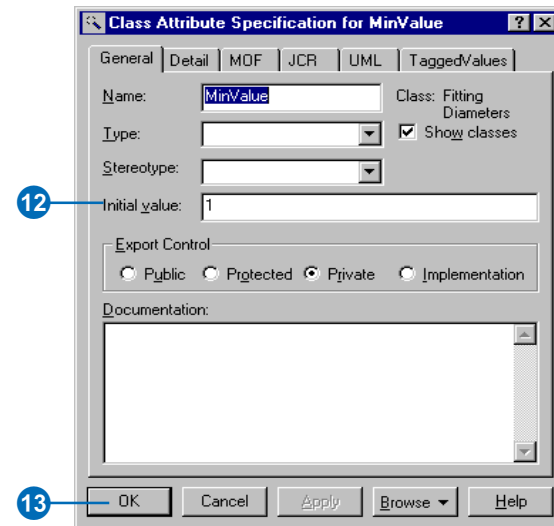 Class Attribute Specification for MinValue ? X
General Detail MOF JCR UML TaggedValues
Name: MinValue Class: Fitting
Diameters
Type: Show classes
Stereotype:
12 Initial value: 1
Export Control
Public Protected Private Implementation
Documentation:
13 OK Cancel Apply Browse Help